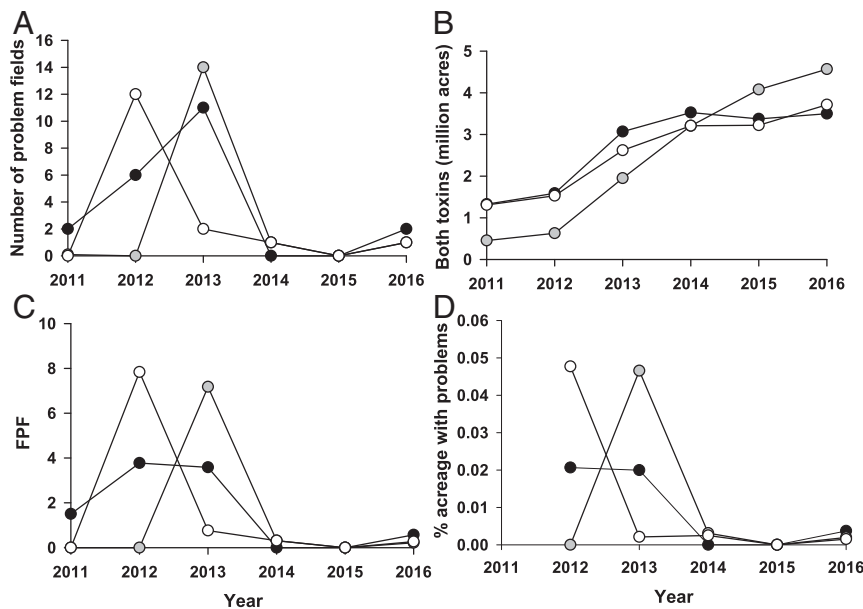 A
Number of problem fields
16
14
12
10
8
6
4
2
0
2011 2012 2013 2014 2015 2016
B
Both toxins (million acres)
5
4
3
2
1
0
2011 2012 2013 2014 2015 2016
C
FPF
10
8
6
4
2
0
2011 2012 2013 2014 2015 2016
Year
D
% acreage with problems
0.06
0.05
0.04
0.03
0.02
0.01
0.00
2011 2012 2013 2014 2015 2016
Year